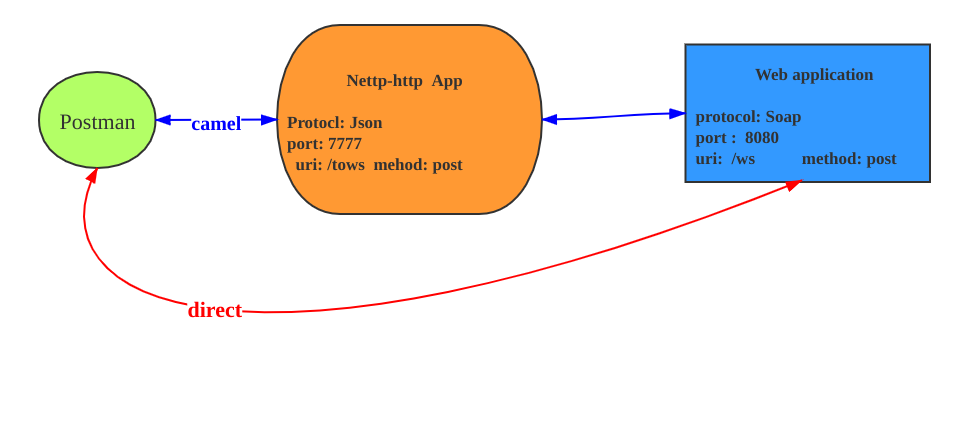 Postman
camel
Nettp-http App
Protocl: Json
port: 7777
uri: /tows mehod: post
Web application
protocol: Soap
port : 8080
uri: /ws method: post
direct